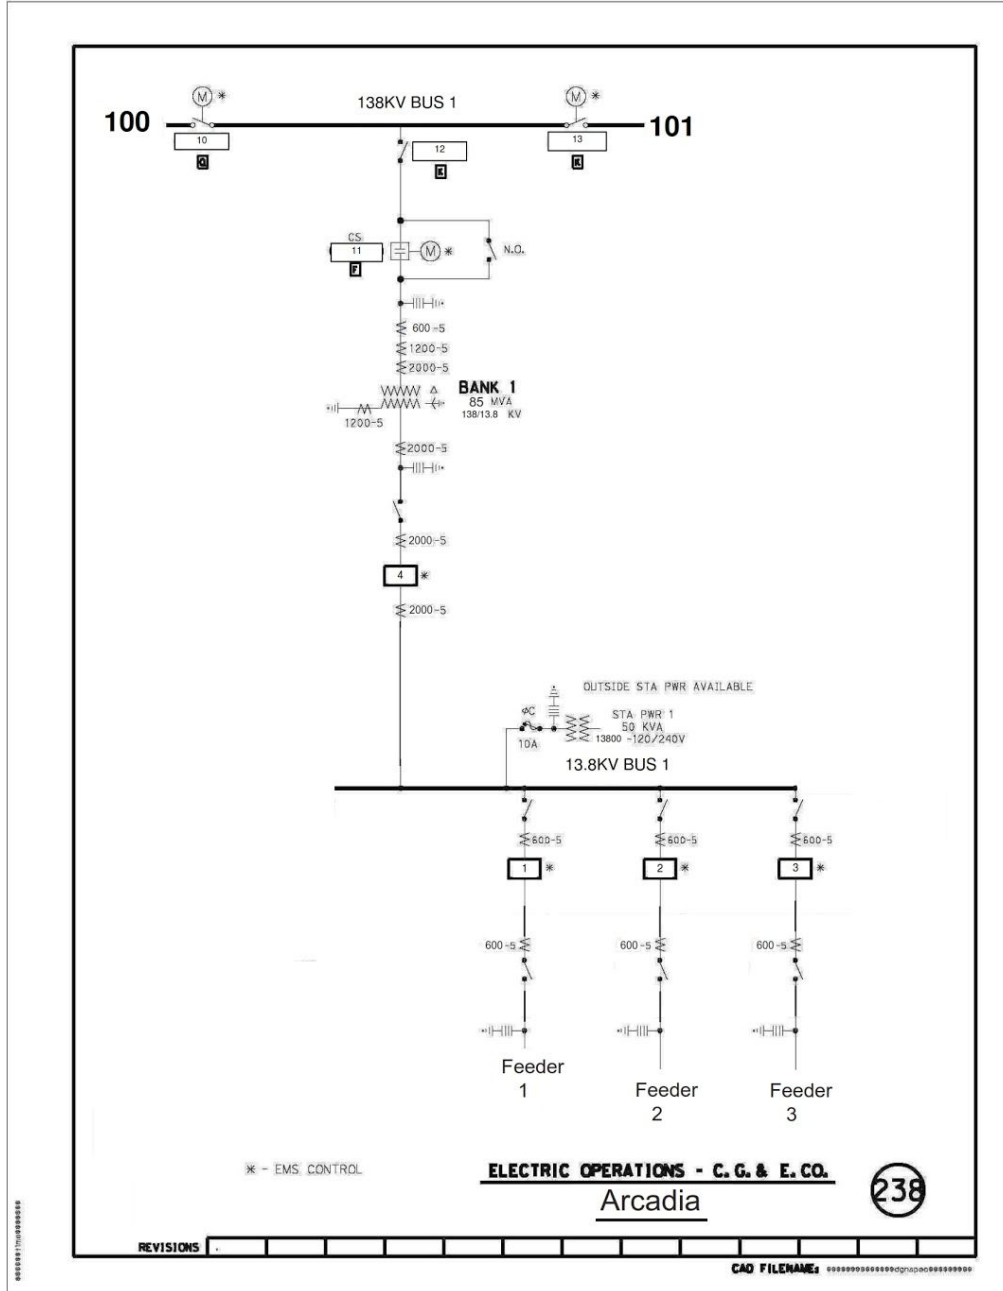 M *
138KV BUS 1
M *
100
101
10
12
13
K
K
CS
11
M *
N.O.
F
600-5
1200-5
2000-5
BANK 1
85 MVA
138/13.8 KV
1200-5
2000-5
2000-5
4 *
2000-5
OUTSIDE STA PWR AVAILABLE
øC
STA PWR 1
50 KVA
10A
13800 -120/240V
13.8KV BUS 1
600-5
600-5
600-5
1 *
2 *
3 *
600-5
600-5
600-5
Feeder
1
Feeder
2
Feeder
3
* - EMS CONTROL
ELECTRIC OPERATIONS - C. G. & E. CO.
Arcadia
238
REVISIONS
CAD FILENAME: